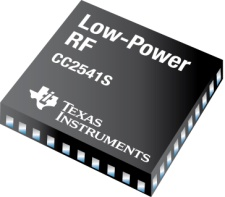 Low-Power
RF
CC2541S
TEXAS
INSTRUMENTS